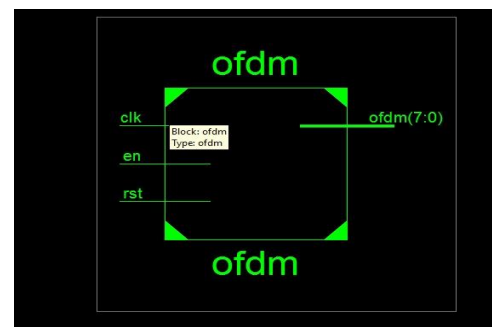 ofdm
clk
ofdm(7:0)
Block: ofdm
Type: ofdm
en
rst
ofdm